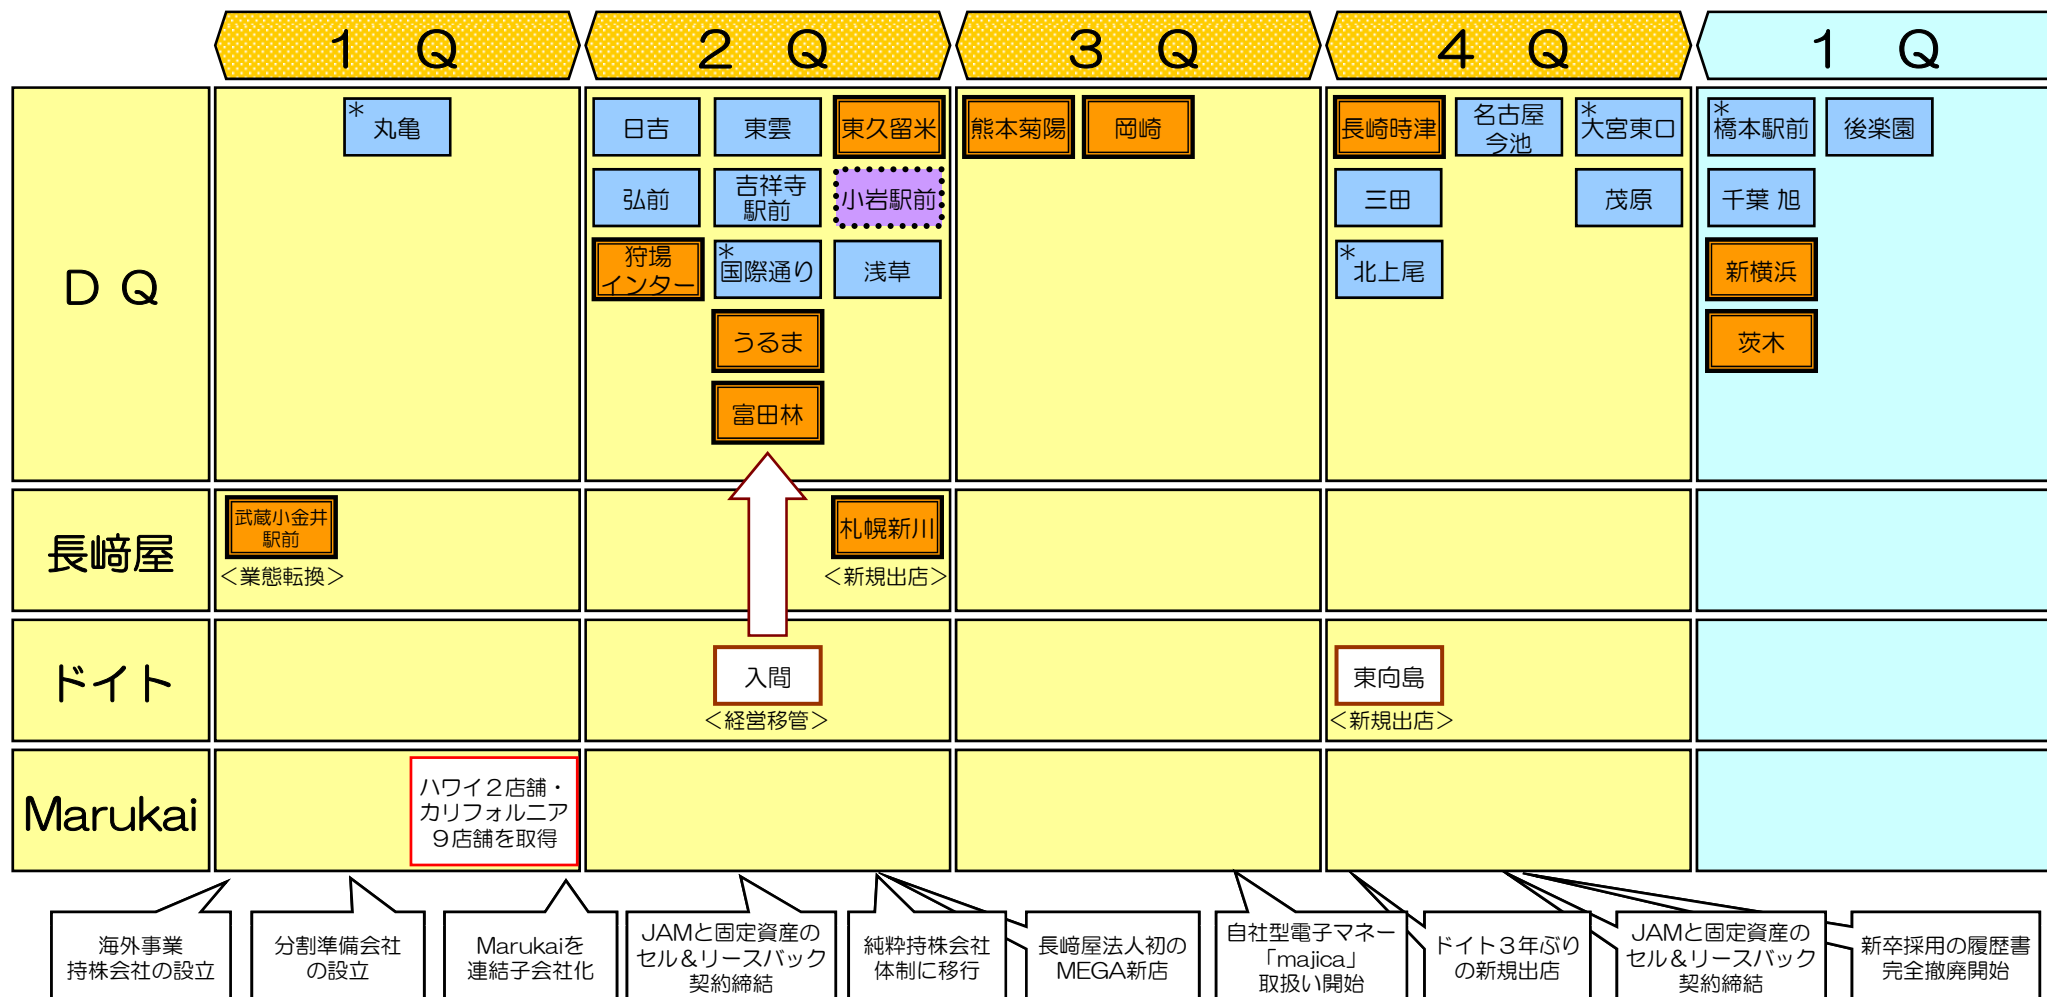 １　Ｑ
２　Ｑ
３　Ｑ
４　Ｑ
１　Ｑ
ＤＱ
＊
丸亀
日吉
東雲
東久留米
弘前
吉祥寺
駅前
小岩駅前
狩場
インター
＊
国際通り
浅草
うるま
富田林
熊本菊陽
岡崎
長崎時津
名古屋
今池
＊
大宮東口
三田
茂原
＊
北上尾
＊
橋本駅前
後楽園
千葉 旭
新横浜
茨木
長﨑屋
武蔵小金井
駅前
＜業態転換＞
札幌新川
＜新規出店＞
ドイト
入間
＜経営移管＞
東向島
＜新規出店＞
Marukai
ハワイ２店舗・
カリフォルニア
９店舗を取得
海外事業
持株会社の設立
分割準備会社
の設立
Marukaiを
連結子会社化
JAMと固定資産の
セル＆リースバック
契約締結
純粋持株会社
体制に移行
長﨑屋法人初の
MEGA新店
自社型電子マネー
「majica」
取扱い開始
ドイト３年ぶり
の新規出店
JAMと固定資産の
セル＆リースバック
契約締結
新卒採用の履歴書
完全撤廃開始